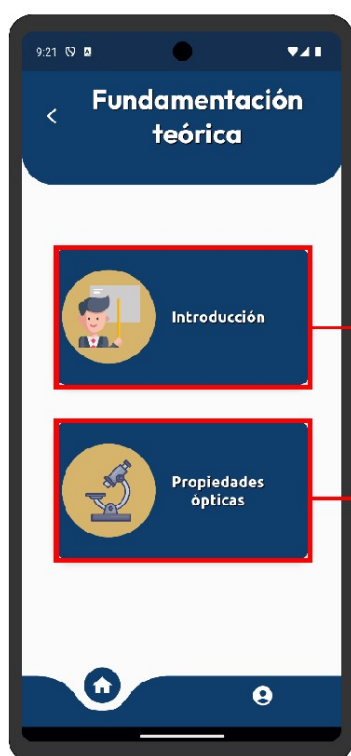 9:21
Fundamentación
teórica
Introducción
Propiedades
ópticas